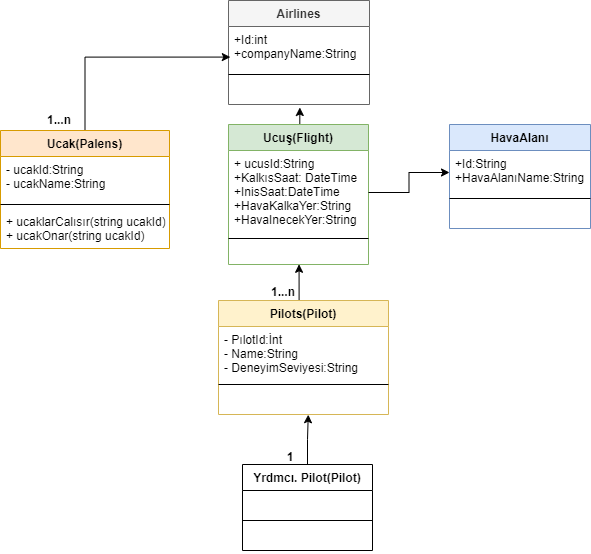 Airlines
+Id:int
+companyName:String
1...n
Ucak(Palens)
- ucakId:String
- ucakName:String
+ ucaklarCalısır(string ucakId)
+ ucakOnar(string ucakId)
Ucuş(Flight)
+ ucusId:String
+KalkısSaat: DateTime
+InisSaat:DateTime
+HavaKalkaYer:String
+HavaInecekYer:String
HavaAlanı
+Id:String
+HavaAlanıName:String
1...n
Pilots(Pilot)
- PılotId:İnt
- Name:String
- DeneyimSeviyesi:String
1
Yrdmcı. Pilot(Pilot)